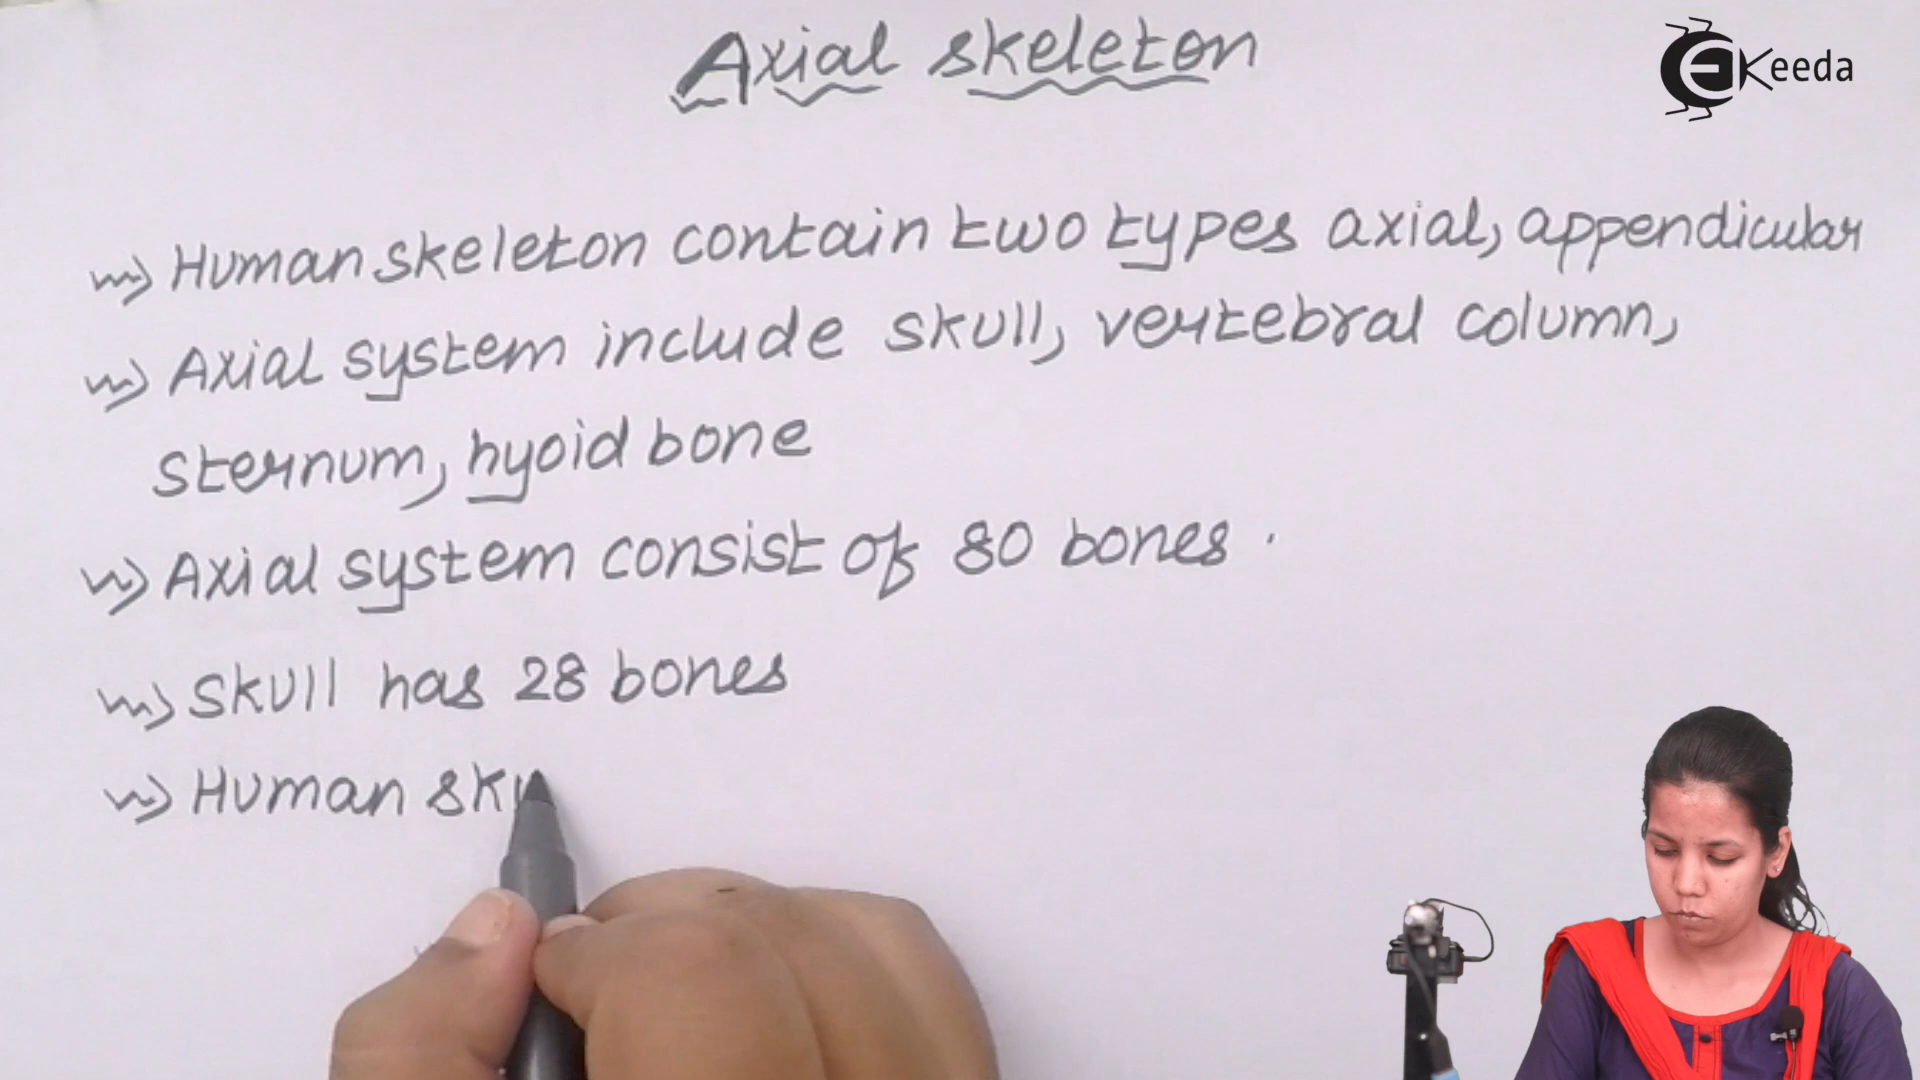 Axial skeleton
EKeeda
Human skeleton contain two types axial, appendicular
Axial system include skull, vertebral column,
sternum, hyoid bone
Axial system consist of 80 bones.
Skull has 28 bones
Human sku